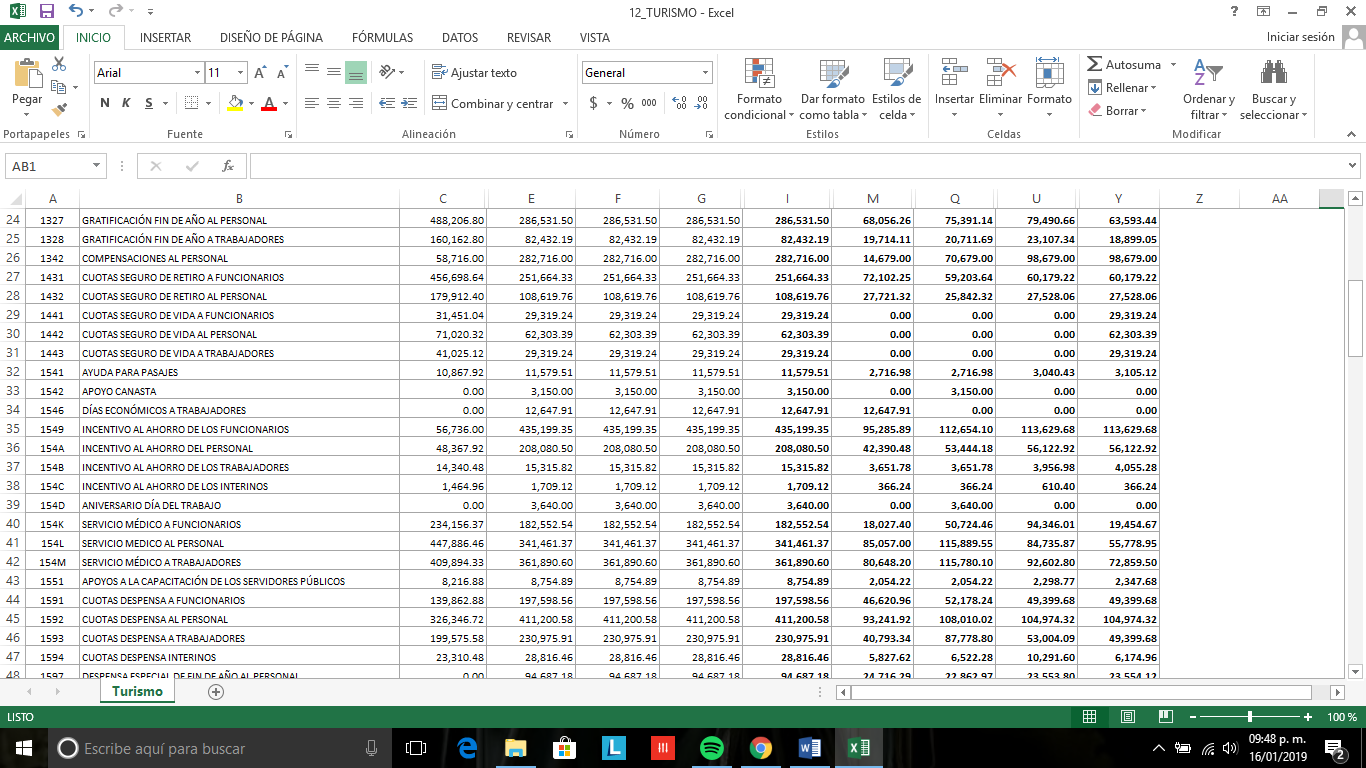 12_TURISMO - Excel
ARCHIVO INICIO INSERTAR DISEÑO DE PÁGINA FÓRMULAS DATOS REVISAR VISTA Iniciar sesión
Pegar Arial 11 Ajustar texto General Autosuma
Formato condicional Dar formato como tabla Estilos de celda Insertar Eliminar Formato Rellenar Ordenar y filtrar Buscar y seleccionar
N K S Combinar y centrar $ % 000 Borrar
Portapapeles Fuente Alineación Número Estilos Celdas Modificar
AB1 fx
A B C E F G I M Q U Y Z AA
24 1327 GRATIFICACIÓN FIN DE AÑO AL PERSONAL 488,206.80 286,531.50 286,531.50 286,531.50 286,531.50 68,056.26 75,391.14 79,490.66 63,593.44
25 1328 GRATIFICACIÓN FIN DE AÑO A TRABAJADORES 160,162.80 82,432.19 82,432.19 82,432.19 82,432.19 19,714.11 20,711.69 23,107.34 18,899.05
26 1342 COMPENSACIONES AL PERSONAL 58,716.00 282,716.00 282,716.00 282,716.00 282,716.00 14,679.00 70,679.00 98,679.00 98,679.00
27 1431 CUOTAS SEGURO DE RETIRO A FUNCIONARIOS 456,698.64 251,664.33 251,664.33 251,664.33 251,664.33 72,102.25 59,203.64 60,179.22 60,179.22
28 1432 CUOTAS SEGURO DE RETIRO AL PERSONAL 179,912.40 108,619.76 108,619.76 108,619.76 108,619.76 27,721.32 25,842.32 27,528.06 27,528.06
29 1441 CUOTAS SEGURO DE VIDA A FUNCIONARIOS 31,451.04 29,319.24 29,319.24 29,319.24 29,319.24 0.00 0.00 0.00 29,319.24
30 1442 CUOTAS SEGURO DE VIDA AL PERSONAL 71,020.32 62,303.39 62,303.39 62,303.39 62,303.39 0.00 0.00 0.00 62,303.39
31 1443 CUOTAS SEGURO DE VIDA A TRABAJADORES 41,025.12 29,319.24 29,319.24 29,319.24 29,319.24 0.00 0.00 0.00 29,319.24
32 1541 AYUDA PARA PASAJES 10,867.92 11,579.51 11,579.51 11,579.51 11,579.51 2,716.98 2,716.98 3,040.43 3,105.12
33 1542 APOYO CANASTA 0.00 3,150.00 3,150.00 3,150.00 3,150.00 0.00 3,150.00 0.00 0.00
34 1546 DÍAS ECONÓMICOS A TRABAJADORES 0.00 12,647.91 12,647.91 12,647.91 12,647.91 12,647.91 0.00 0.00 0.00
35 1549 INCENTIVO AL AHORRO DE LOS FUNCIONARIOS 56,736.00 435,199.35 435,199.35 435,199.35 435,199.35 95,285.89 112,654.10 113,629.68 113,629.68
36 154A INCENTIVO AL AHORRO DEL PERSONAL 48,367.92 208,080.50 208,080.50 208,080.50 208,080.50 42,390.48 53,444.18 56,122.92 56,122.92
37 154B INCENTIVO AL AHORRO DE LOS TRABAJADORES 14,340.48 15,315.82 15,315.82 15,315.82 15,315.82 3,651.78 3,651.78 3,956.98 4,055.28
38 154C INCENTIVO AL AHORRO DE LOS INTERINOS 1,464.96 1,709.12 1,709.12 1,709.12 1,709.12 366.24 366.24 610.40 366.24
39 154D ANIVERSARIO DÍA DEL TRABAJO 0.00 3,640.00 3,640.00 3,640.00 3,640.00 0.00 3,640.00 0.00 0.00
40 154K SERVICIO MÉDICO A FUNCIONARIOS 234,156.37 182,552.54 182,552.54 182,552.54 182,552.54 18,027.40 50,724.46 94,346.01 19,454.67
41 154L SERVICIO MEDICO AL PERSONAL 447,886.46 341,461.37 341,461.37 341,461.37 341,461.37 85,057.00 115,889.55 84,735.87 55,778.95
42 154M SERVICIO MÉDICO A TRABAJADORES 409,894.33 361,890.60 361,890.60 361,890.60 361,890.60 80,648.20 115,780.10 92,602.80 72,859.50
43 1551 APOYOS A LA CAPACITACIÓN DE LOS SERVIDORES PÚBLICOS 8,216.88 8,754.89 8,754.89 8,754.89 8,754.89 2,054.22 2,054.22 2,298.77 2,347.68
44 1591 CUOTAS DESPENSA A FUNCIONARIOS 139,862.88 197,598.56 197,598.56 197,598.56 197,598.56 46,620.96 52,178.24 49,399.68 49,399.68
45 1592 CUOTAS DESPENSA AL PERSONAL 326,346.72 411,200.58 411,200.58 411,200.58 411,200.58 93,241.92 108,010.02 104,974.32 104,974.32
46 1593 CUOTAS DESPENSA A TRABAJADORES 199,575.58 230,975.91 230,975.91 230,975.91 230,975.91 40,793.34 87,778.80 53,004.09 49,399.68
47 1594 CUOTAS DESPENSA INTERINOS 23,310.48 28,816.46 28,816.46 28,816.46 28,816.46 5,827.62 6,522.28 10,291.60 6,174.96
48 1597 DESPENSA ESPECIAL DE FIN DE AÑO AL PERSONAL 0.00 94,687.18 94,687.18 94,687.18 94,687.18 24,716.29 22,862.97 23,553.80 23,554.12
Turismo
LISTO 100 %
Escribe aquí para buscar 09:48 p. m.
16/01/2019 2